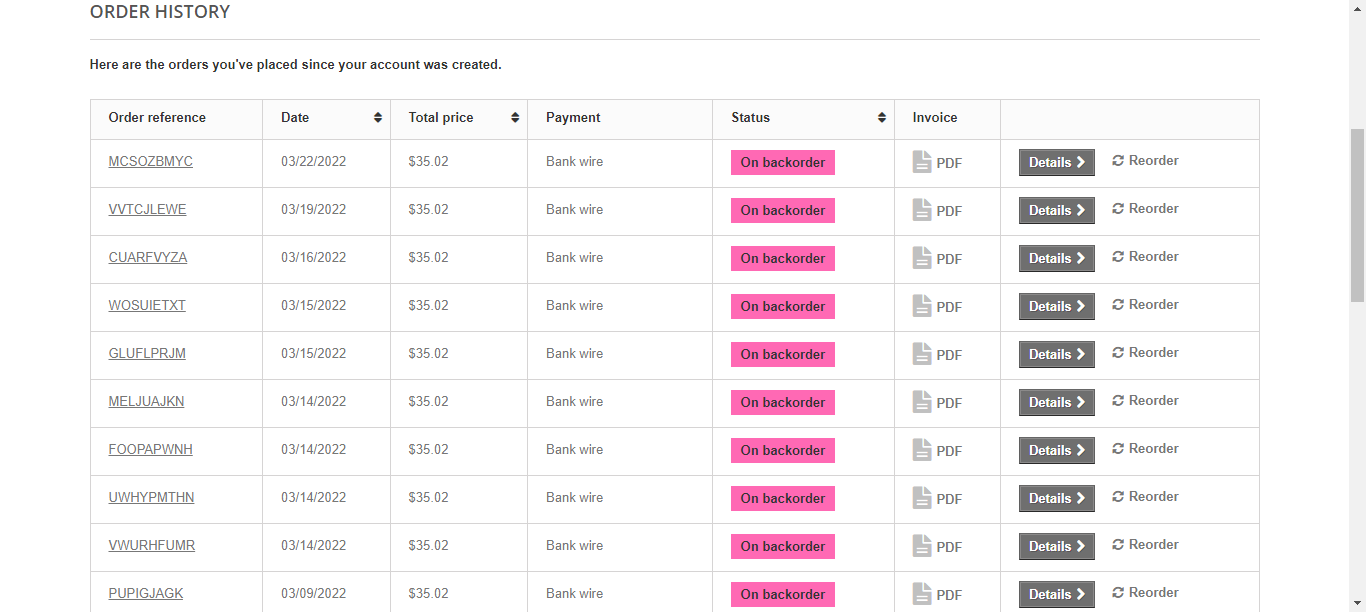 ORDER HISTORY
Here are the orders you've placed since your account was created.
Order reference Date Total price Payment Status Invoice
MCSOZBMYC 03/22/2022 $35.02 Bank wire On backorder PDF Details Reorder
VVTCJLEWE 03/19/2022 $35.02 Bank wire On backorder PDF Details Reorder
CUARFVYZA 03/16/2022 $35.02 Bank wire On backorder PDF Details Reorder
WOSUIETXT 03/15/2022 $35.02 Bank wire On backorder PDF Details Reorder
GLUFLPRJM 03/15/2022 $35.02 Bank wire On backorder PDF Details Reorder
MELJUAJKN 03/14/2022 $35.02 Bank wire On backorder PDF Details Reorder
FOOPAPWNH 03/14/2022 $35.02 Bank wire On backorder PDF Details Reorder
UWHYPMTHN 03/14/2022 $35.02 Bank wire On backorder PDF Details Reorder
VWURHFUMR 03/14/2022 $35.02 Bank wire On backorder PDF Details Reorder
PUPIGJAGK 03/09/2022 $35.02 Bank wire On backorder PDF Details Reorder